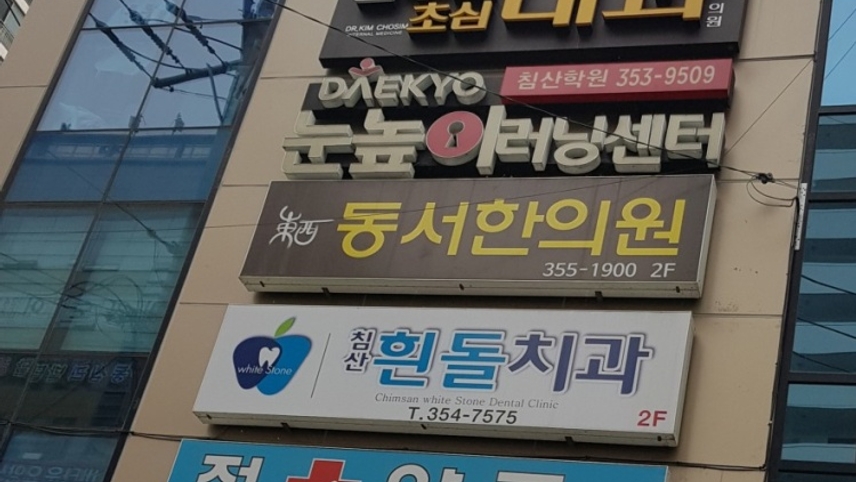 초심
DR.KIM CHOSIM 의원
INTERNAL MEDICINE
DAEKYO 침산학원 353-9509
눈높이러닝센터
東西 동서한의원
355-1900 2F
침산 흰돌치과
white Stone
Chimsan white Stone Dental Clinic
T.354-7575 2F